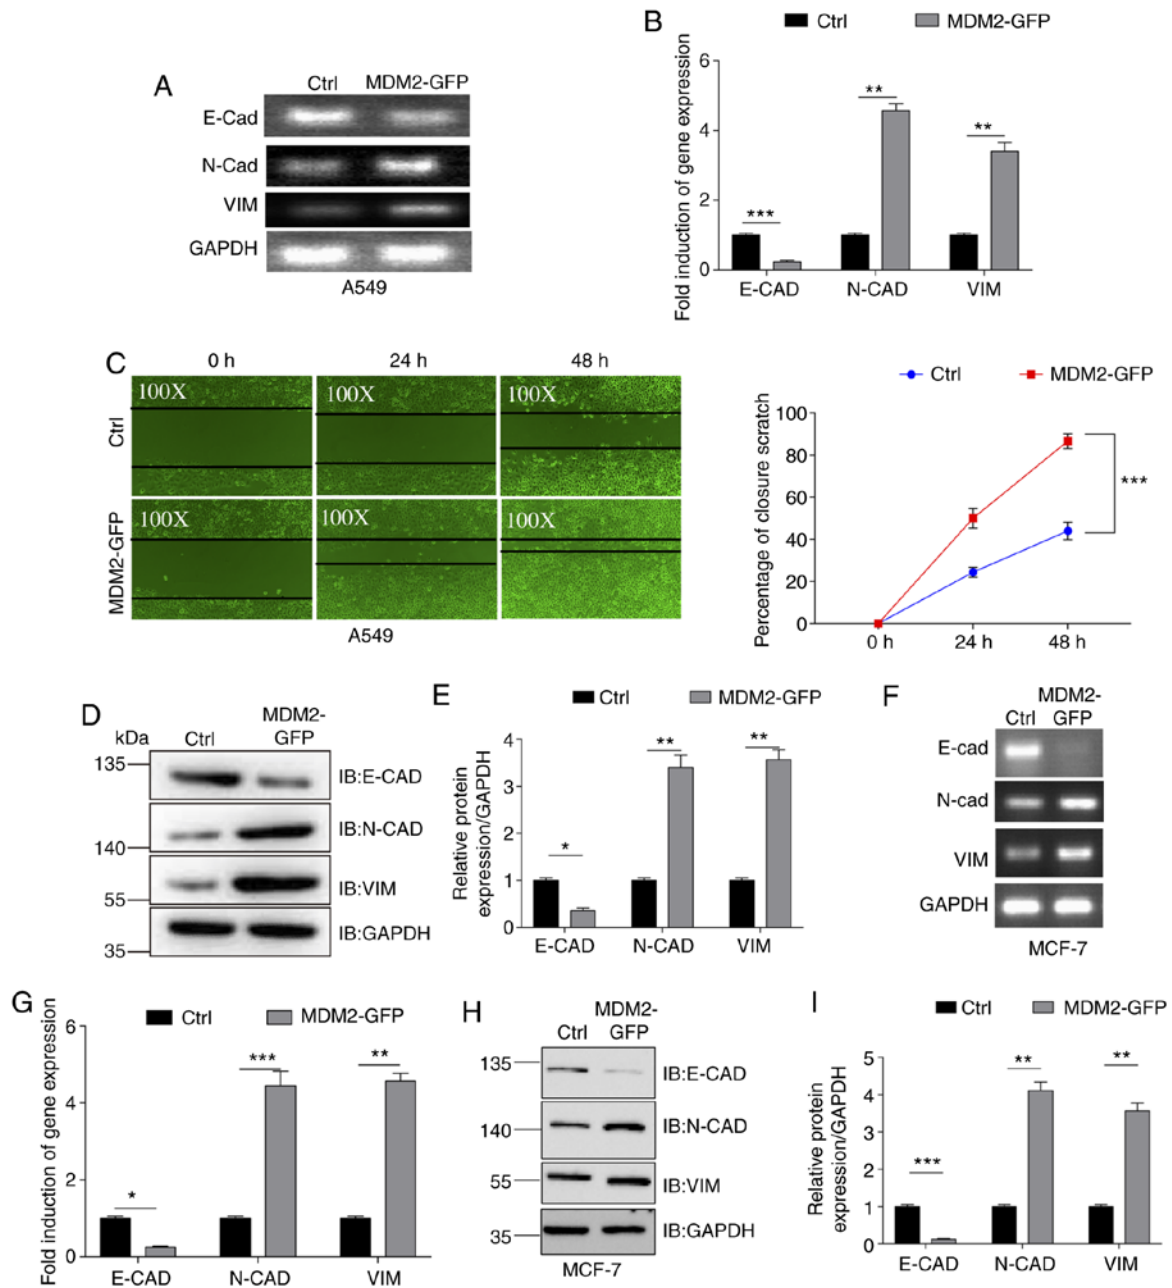 A
Ctrl MDM2-GFP
E-Cad
N-Cad
VIM
GAPDH
A549
B
Ctrl MDM2-GFP
Fold induction of gene expression
6
4
2
0
***
**
**
E-CAD N-CAD VIM
C
0 h 24 h 48 h
Ctrl
100X 100X 100X
MDM2-GFP
100X 100X 100X
A549
Ctrl MDM2-GFP
Percentage of closure scratch
100
80
60
40
20
0
***
0 h 24 h 48 h
D
kDa
Ctrl
MDM2-
GFP
135
IB:E-CAD
IB:N-CAD
140
IB:VIM
55
IB:GAPDH
35
E
Ctrl MDM2-GFP
Relative protein
expression/GAPDH
4
3
2
1
0
*
**
**
E-CAD N-CAD VIM
F
Ctrl
MDM2-
GFP
E-cad
N-cad
VIM
GAPDH
MCF-7
G
Ctrl MDM2-GFP
Fold induction of gene expression
6
4
2
0
*
***
**
E-CAD N-CAD VIM
H
Ctrl
MDM2-
GFP
135
IB:E-CAD
140
IB:N-CAD
55
IB:VIM
35
IB:GAPDH
MCF-7
I
Ctrl MDM2-GFP
Relative protein
expression/GAPDH
5
4
3
2
1
0
***
**
**
E-CAD N-CAD VIM